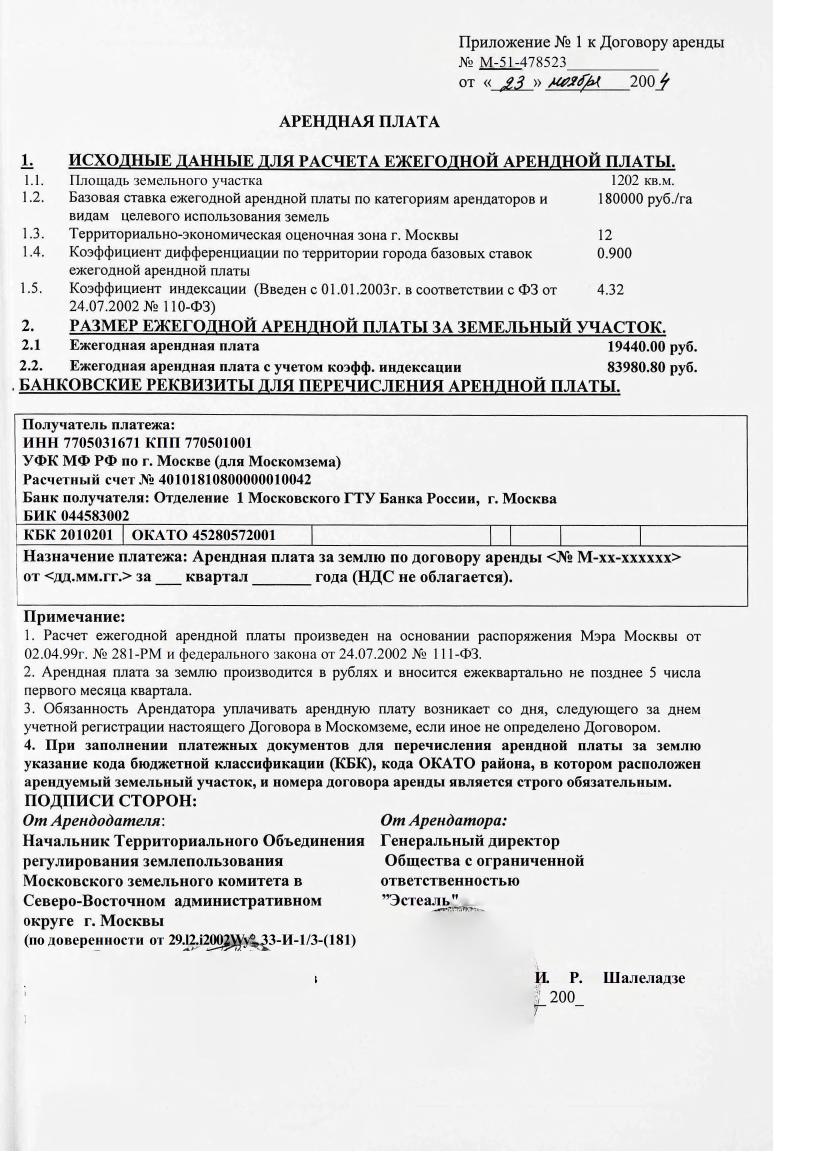 Приложение № 1 к Договору аренды
№ М-51-478523____________
от «_23_» ноября____2004
АРЕНДНАЯ ПЛАТА
1. ИСХОДНЫЕ ДАННЫЕ ДЛЯ РАСЧЕТА ЕЖЕГОДНОЙ АРЕНДНОЙ ПЛАТЫ.
1.1. Площадь земельного участка 1202 кв.м.
1.2. Базовая ставка ежегодной арендной платы по категориям арендаторов и 180000 руб./га
видам целевого использования земель
1.3. Территориально-экономическая оценочная зона г. Москвы 12
1.4. Коэффициент дифференциации по территории города базовых ставок 0.900
ежегодной арендной платы
1.5. Коэффициент индексации (Введен с 01.01.2003г. в соответствии с ФЗ от 4.32
24.07.2002 № 110-ФЗ)
2. РАЗМЕР ЕЖЕГОДНОЙ АРЕНДНОЙ ПЛАТЫ ЗА ЗЕМЕЛЬНЫЙ УЧАСТОК.
2.1 Ежегодная арендная плата 19440.00 руб.
2.2. Ежегодная арендная плата с учетом коэфф. индексации 83980.80 руб.
. БАНКОВСКИЕ РЕКВИЗИТЫ ДЛЯ ПЕРЕЧИСЛЕНИЯ АРЕНДНОЙ ПЛАТЫ.
Получатель платежа:
ИНН 7705031671 КПП 770501001
УФК МФ РФ по г. Москве (для Москомзема)
Расчетный счет № 40101810800000010042
Банк получателя: Отделение 1 Московского ГТУ Банка России, г. Москва
БИК 044583002
КБК 2010201 ОКАТО 45280572001
Назначение платежа: Арендная плата за землю по договору аренды <№ М-хх-хххххх>
от <дд.мм.гг.> за ___ квартал _______ года (НДС не облагается).
Примечание:
1. Расчет ежегодной арендной платы произведен на основании распоряжения Мэра Москвы от
02.04.99г. № 281-РМ и федерального закона от 24.07.2002 № 111-ФЗ.
2. Арендная плата за землю производится в рублях и вносится ежеквартально не позднее 5 числа
первого месяца квартала.
3. Обязанность Арендатора уплачивать арендную плату возникает со дня, следующего за днем
учетной регистрации настоящего Договора в Москомземе, если иное не определено Договором.
4. При заполнении платежных документов для перечисления арендной платы за землю
указание кода бюджетной классификации (КБК), кода ОКАТО района, в котором расположен
арендуемый земельный участок, и номера договора аренды является строго обязательным.
ПОДПИСИ СТОРОН:
От Арендодателя: От Арендатора:
Начальник Территориального Объединения Генеральный директор
регулирования землепользования Общества с ограниченной
Московского земельного комитета в ответственностью
Северо-Восточном административном "Эстеаль"
округе г. Москвы
(по доверенности от 33-И-1/3-(181)
И. Р. Шалеладзе
_200_